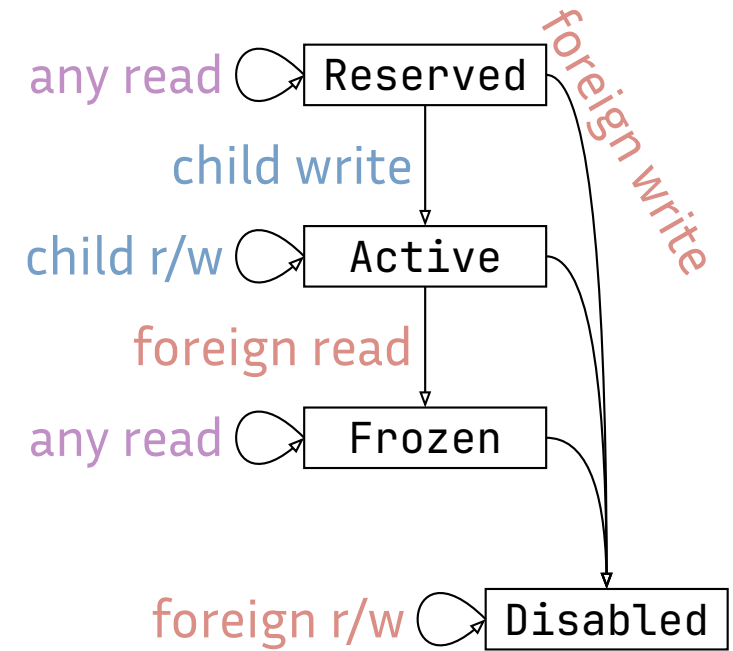 any read
Reserved
foreign write
child write
child r/w
Active
foreign read
any read
Frozen
foreign r/w
Disabled